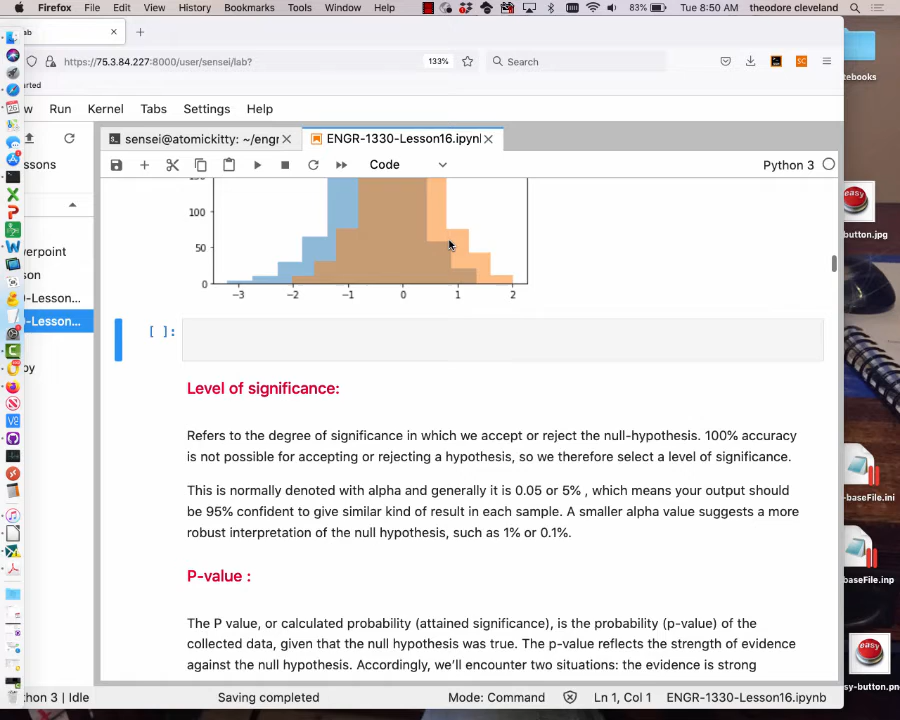 Firefox File Edit View History Bookmarks Tools Window Help 83% Tue 8:50 AM theodore cleveland
ab
https://75.3.84.227:8000/user/sensei/lab? 133% Search
arted
Run Kernel Tabs Settings Help
sensei@atomickitty: ~/engr ENGR-1330-Lesson16.ipynb
ssons Code Python 3
verpoint
son
-Lesson...
-Lesson...
oy
100
50
0
−3 −2 −1 0 1 2
[ ]:
Level of significance:
Refers to the degree of significance in which we accept or reject the null-hypothesis. 100% accuracy
is not possible for accepting or rejecting a hypothesis, so we therefore select a level of significance.
This is normally denoted with alpha and generally it is 0.05 or 5% , which means your output should
be 95% confident to give similar kind of result in each sample. A smaller alpha value suggests a more
robust interpretation of the null hypothesis, such as 1% or 0.1%.
P-value :
The P value, or calculated probability (attained significance), is the probability (p-value) of the
collected data, given that the null hypothesis was true. The p-value reflects the strength of evidence
against the null hypothesis. Accordingly, we'll encounter two situations: the evidence is strong
thon 3 | Idle Saving completed Mode: Command Ln 1, Col 1 ENGR-1330-Lesson16.ipynb
tebooks
-button.jpg
baseFile.ini
baseFile.inp
sy-button.pn